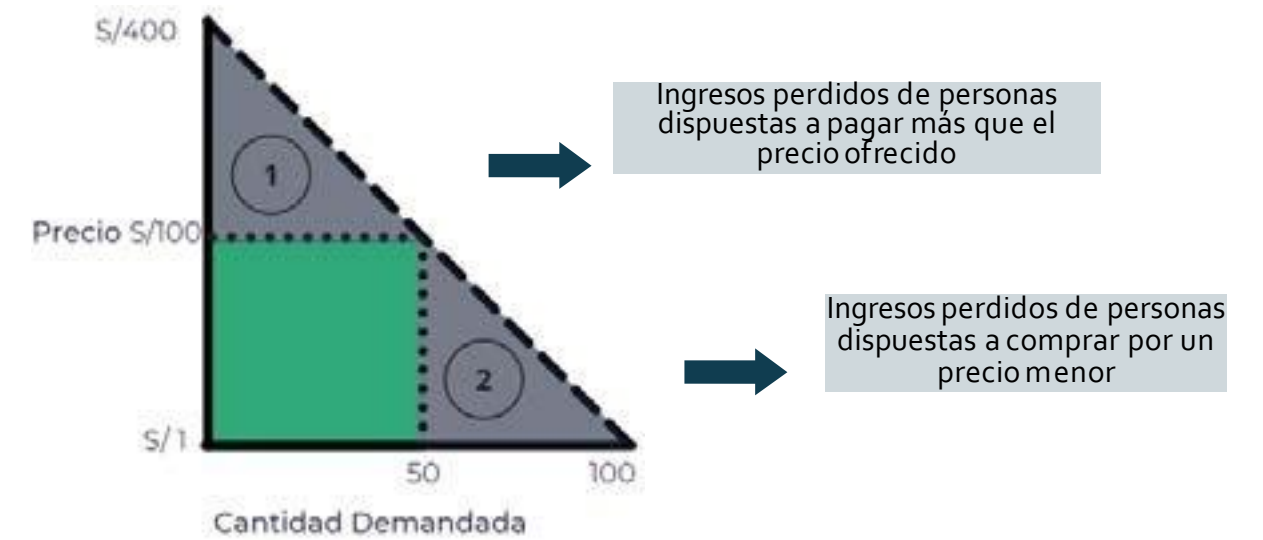 S/400
Ingresos perdidos de personas
dispuestas a pagar más que el
precio ofrecido
1
Precio S/100
Ingresos perdidos de personas
dispuestas a comprar por un
precio menor
2
S/ 1
50
100
Cantidad Demandada